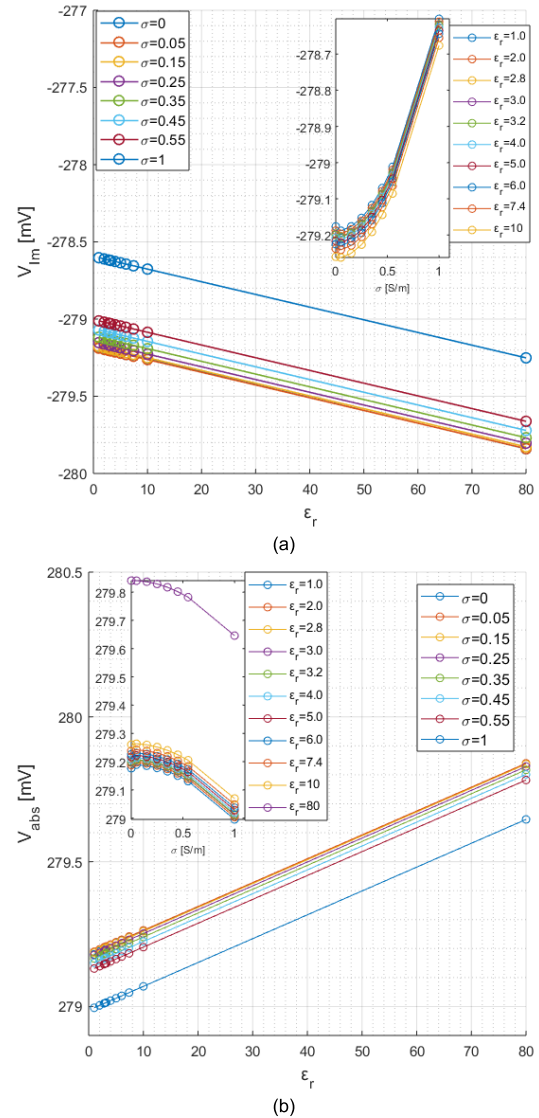 -277
-277.5
-278
-278.5
-279
-279.5
-280
V_Im [mV]
0
10
20
30
40
50
60
70
80
ε_r
σ=0
σ=0.05
σ=0.15
σ=0.25
σ=0.35
σ=0.45
σ=0.55
σ=1
-278.6
-278.7
-278.8
-278.9
-279
-279.1
-279.2
0
0.5
1
σ [S/m]
ε_r=1.0
ε_r=2.0
ε_r=2.8
ε_r=3.0
ε_r=3.2
ε_r=4.0
ε_r=5.0
ε_r=6.0
ε_r=7.4
ε_r=10
(a)
280.5
280
279.5
279
V_abs [mV]
0
10
20
30
40
50
60
70
80
ε_r
279.8
279.7
279.6
279.5
279.4
279.3
279.2
279.1
279
0
0.5
1
σ [S/m]
ε_r=1.0
ε_r=2.0
ε_r=2.8
ε_r=3.0
ε_r=3.2
ε_r=4.0
ε_r=5.0
ε_r=6.0
ε_r=7.4
ε_r=10
ε_r=80
σ=0
σ=0.05
σ=0.15
σ=0.25
σ=0.35
σ=0.45
σ=0.55
σ=1
(b)